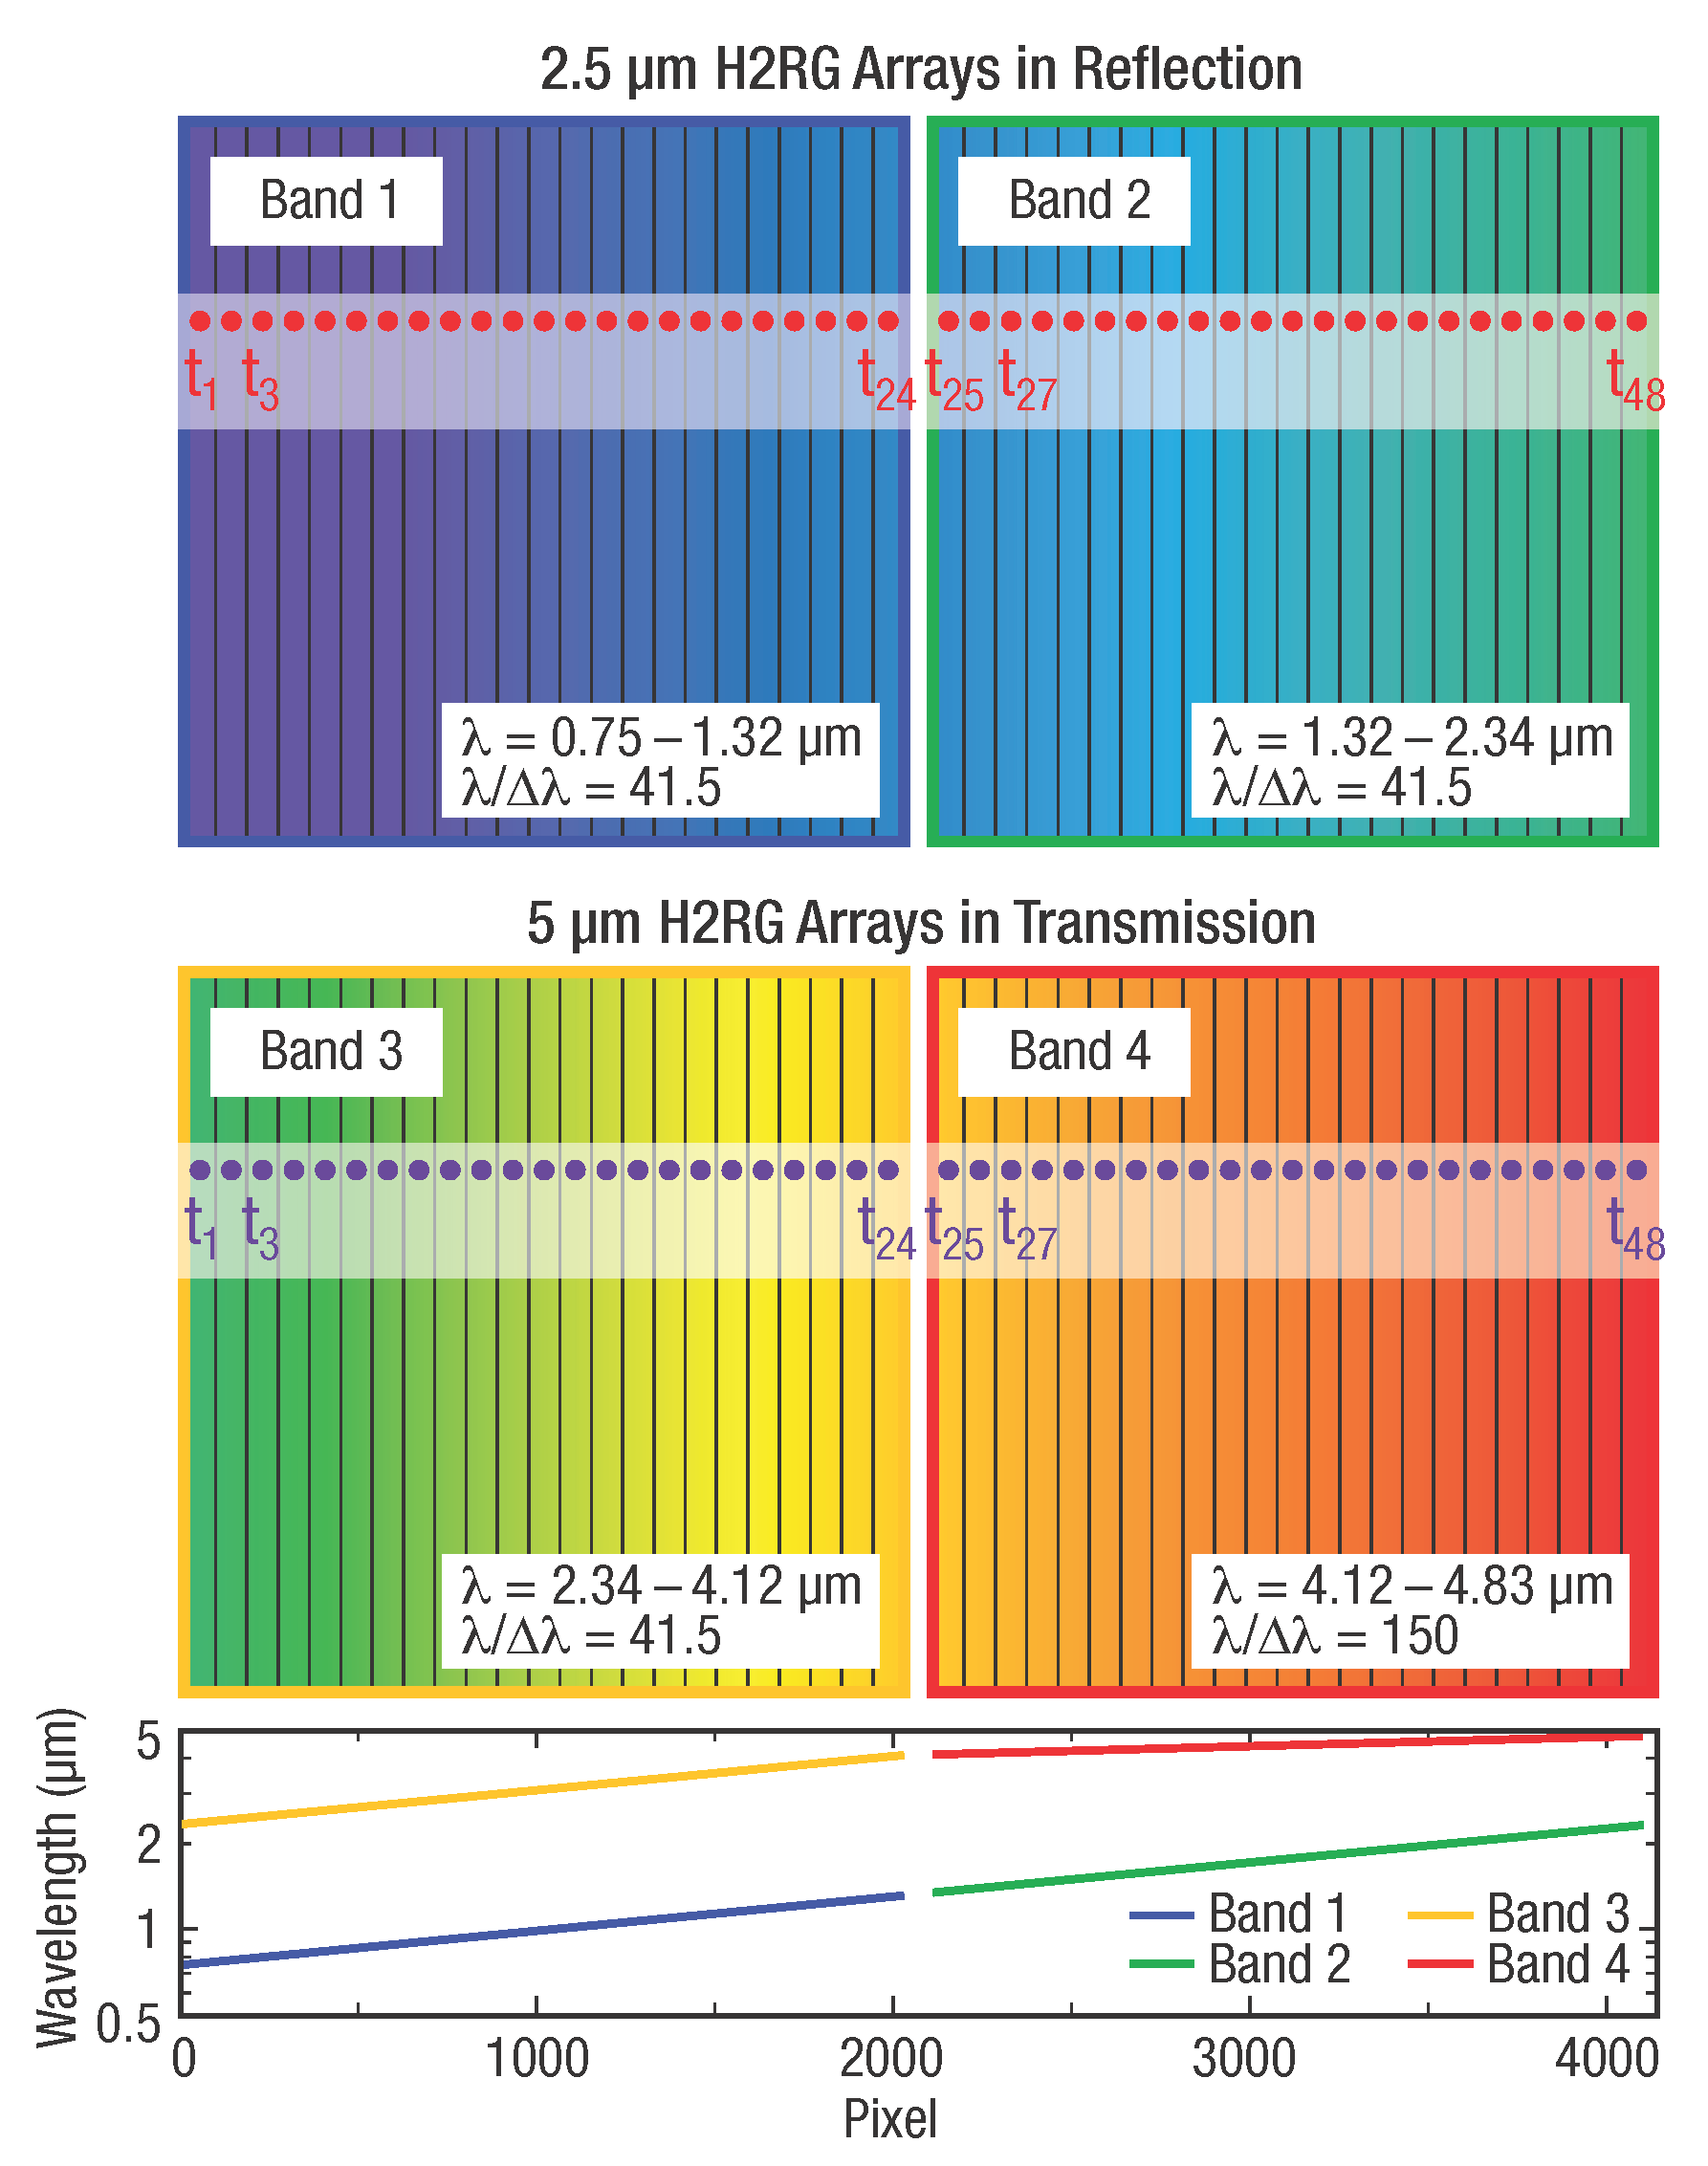 2.5 µm H2RG Arrays in Reflection
Band 1
Band 2
t1 t3 t24 t25 t27 t48
λ = 0.75 – 1.32 µm
λ/Δλ = 41.5
λ = 1.32 – 2.34 µm
λ/Δλ = 41.5
5 µm H2RG Arrays in Transmission
Band 3
Band 4
t1 t3 t24 t25 t27 t48
λ = 2.34 – 4.12 µm
λ/Δλ = 41.5
λ = 4.12 – 4.83 µm
λ/Δλ = 150
Wavelength (µm)
5
2
1
0.5
Band 1 Band 3
Band 2 Band 4
0 1000 2000 3000 4000
Pixel